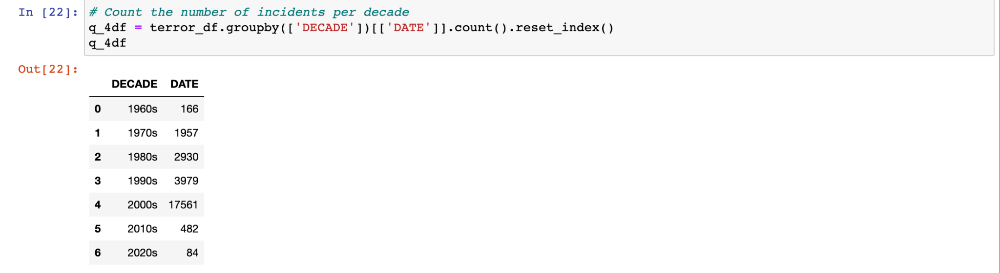 In [22]: # Count the number of incidents per decade
q_4df = terror_df.groupby(['DECADE'])[['DATE']].count().reset_index()
q_4df
Out[22]:
DECADE DATE
0 1960s 166
1 1970s 1957
2 1980s 2930
3 1990s 3979
4 2000s 17561
5 2010s 482
6 2020s 84